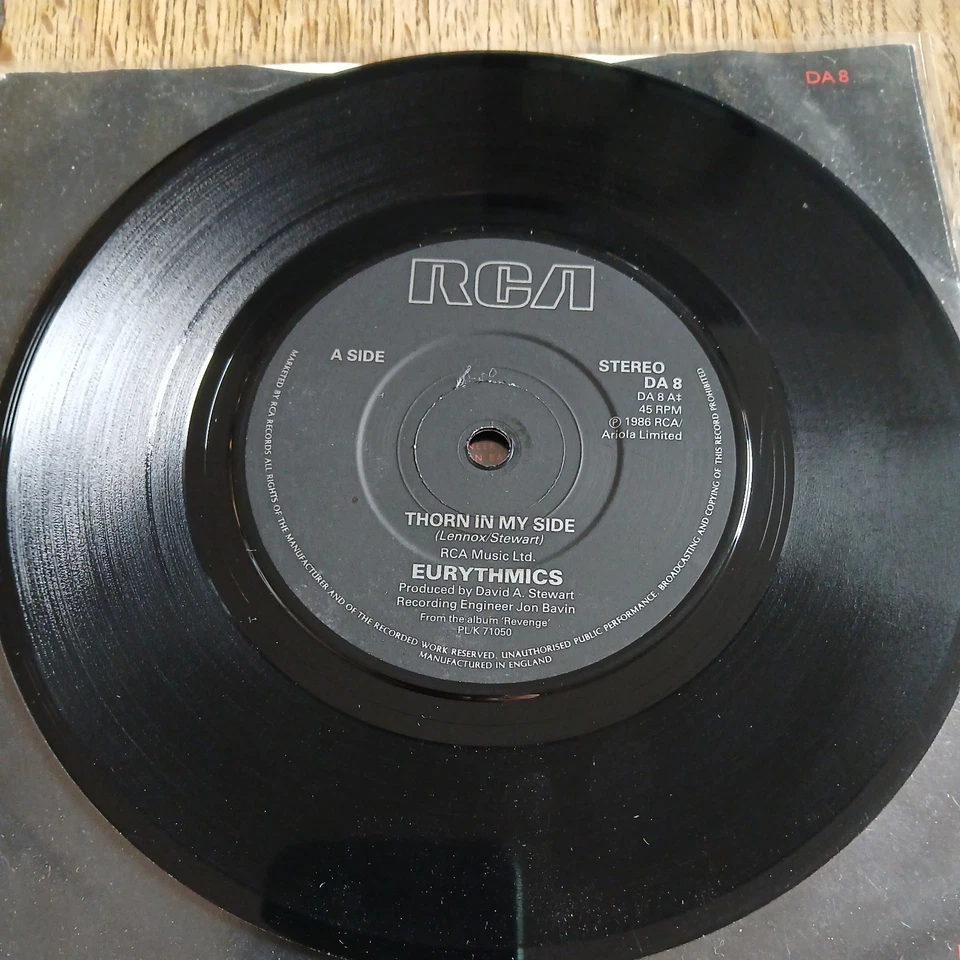 DA 8
RCA
A SIDE
STEREO
DA 8
DA 8 A‡
45 RPM
℗ 1986 RCA/
Ariola Limited
THORN IN MY SIDE
(Lennox/Stewart)
RCA Music Ltd.
EURYTHMICS
Produced by David A. Stewart
Recording Engineer Jon Bavin
From the album 'Revenge'
PL/K 71050
MARKETED BY RCA RECORDS ALL RIGHTS OF THE MANUFACTURER AND OF THE RECORDED WORK RESERVED. UNAUTHORISED PUBLIC PERFORMANCE. BROADCASTING AND COPYING OF THIS RECORD PROHIBITED
MANUFACTURED IN ENGLAND